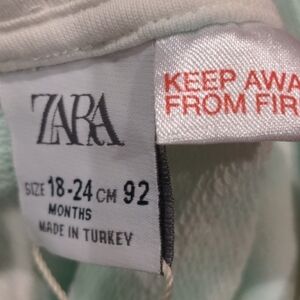 ZARA
SIZE 18-24 CM 92
MONTHS
MADE IN TURKEY
KEEP AWA
FROM FIR